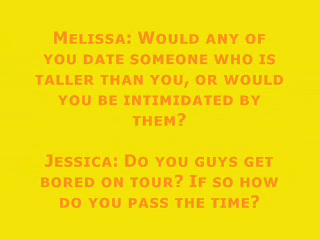 Melissa: Would any of
you date someone who is
taller than you, or would
you be intimidated by
them?
Jessica: Do you guys get
bored on tour? If so how
do you pass the time?